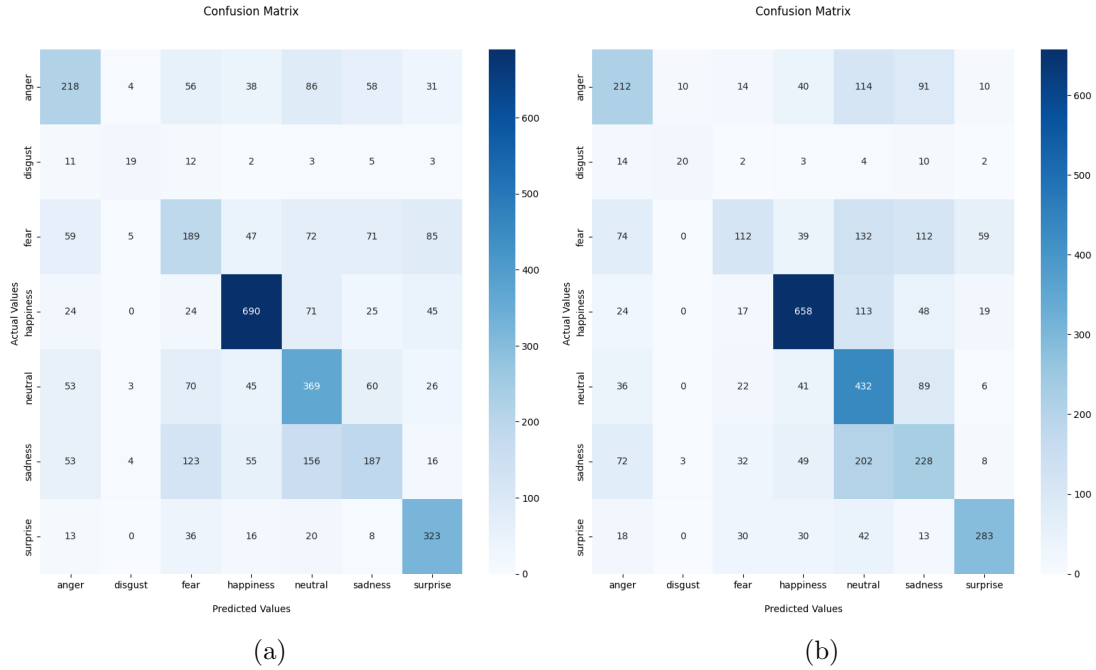 Confusion Matrix
Actual Values
anger 218 4 56 38 86 58 31
disgust 11 19 12 2 3 5 3
fear 59 5 189 47 72 71 85
happiness 24 0 24 690 71 25 45
neutral 53 3 70 45 369 60 26
sadness 53 4 123 55 156 187 16
surprise 13 0 36 16 20 8 323
anger disgust fear happiness neutral sadness surprise
Predicted Values
600
500
400
300
200
100
0
(a)
Confusion Matrix
Actual Values
anger 212 10 14 40 114 91 10
disgust 14 20 2 3 4 10 2
fear 74 0 112 39 132 112 59
happiness 24 0 17 658 113 48 19
neutral 36 0 22 41 432 89 6
sadness 72 3 32 49 202 228 8
surprise 18 0 30 30 42 13 283
anger disgust fear happiness neutral sadness surprise
Predicted Values
600
500
400
300
200
100
0
(b)